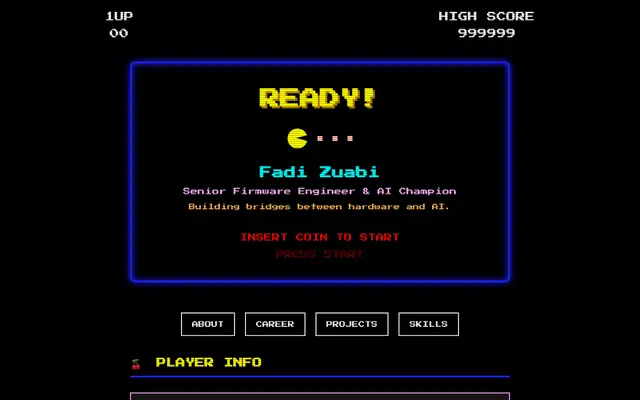 1UP
HIGH SCORE
00
999999
READY!
Fadi Zuabi
Senior Firmware Engineer & AI Champion
Building bridges between hardware and AI.
INSERT COIN TO START
PRESS START
ABOUT
CAREER
PROJECTS
SKILLS
PLAYER INFO